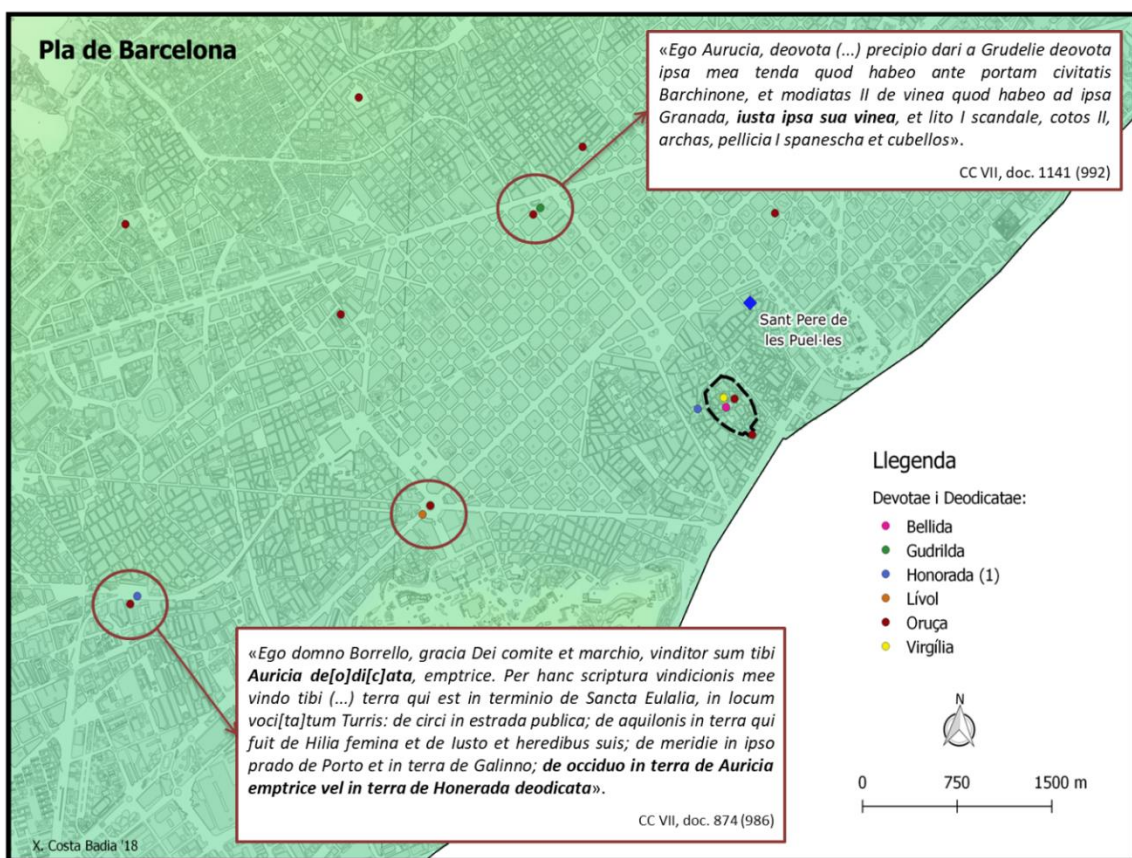 Pla de Barcelona
«Ego Aurucia, deovota (...) precipio dari a Grudelie deovota
ipsa mea tenda quod habeo ante portam civitatis
Barchinone, et modiatas II de vinea quod habeo ad ipsa
Granada, iusta ipsa sua vinea, et lito I scandale, cotos II,
archas, pellicia I spanescha et cubellos».
CC VII, doc. 1141 (992)
Sant Pere de
les Puel·les
Llegenda
Devotae i Deodicatae:
Bellida
Gudrilda
Honorada (1)
Lívol
Oruça
Virgília
«Ego domno Borrello, gracia Dei comite et marchio, vinditor sum tibi
Auricia de[o]di[c]ata, emptrice. Per hanc scriptura vindicionis mee
vindo tibi (...) terra qui est in terminio de Sancta Eulalia, in locum
voci[ta]tum Turris: de circi in estrada publica; de aquilonis in terra qui
fuit de Hilia femina et de Iusto et heredibus suis; de meridie in ipso
prado de Porto et in terra de Galinno; de occiduo in terra de Auricia
emptrice vel in terra de Honerada deodicata».
CC VII, doc. 874 (986)
N
0 750 1500 m
X. Costa Badia '18